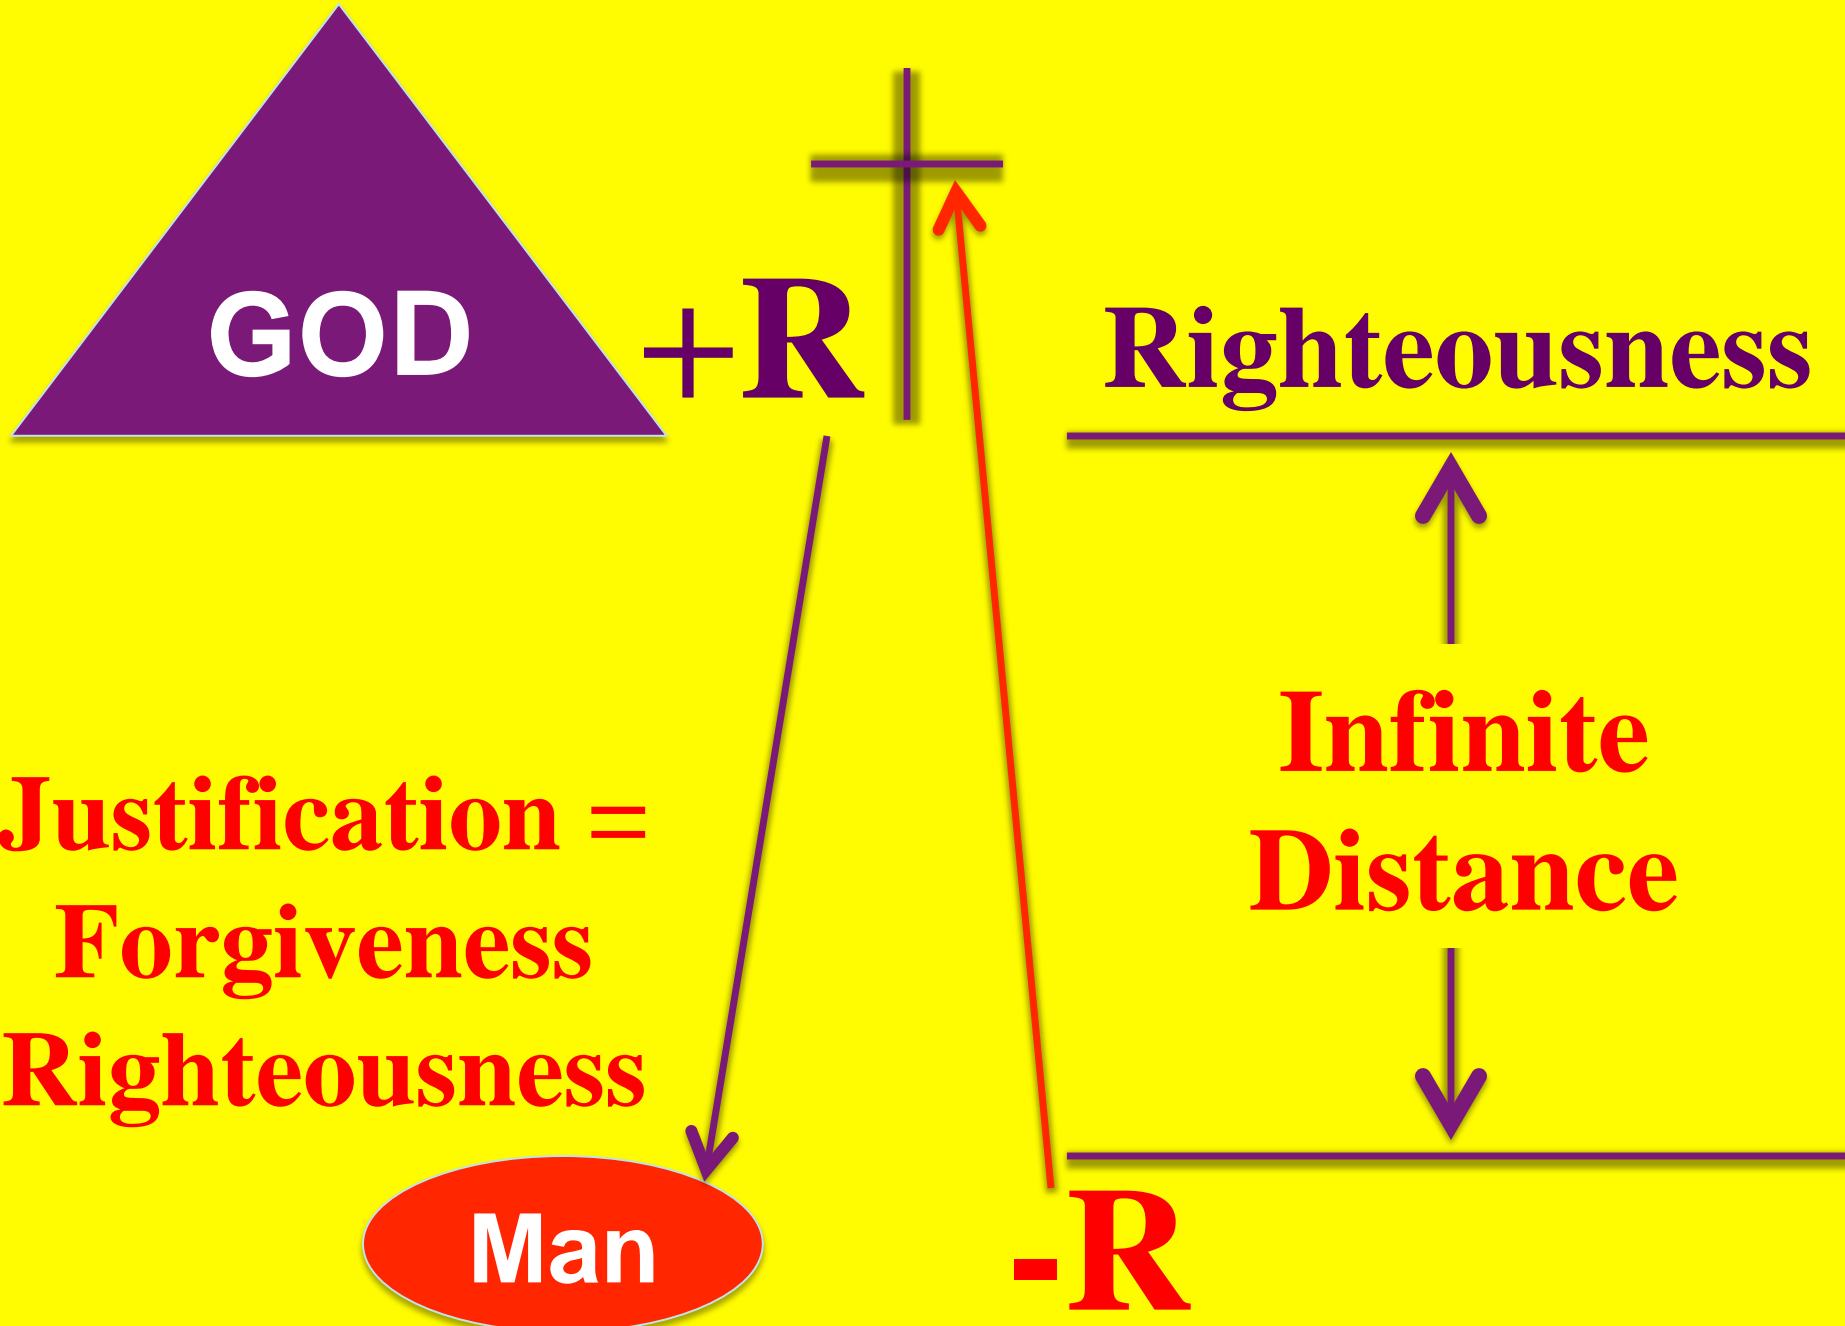 GOD
+R
Righteousness
Infinite
Distance
Justification =
Forgiveness
Righteousness
Man
-R